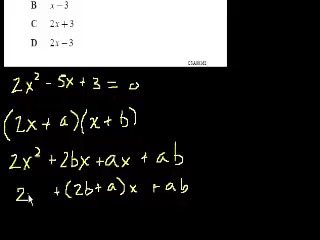 B x − 3
C 2x + 3
D 2x − 3
2x² - 5x + 3 = 0
(2x + a)(x + b)
2x² + 2bx + ax + ab
2 + (2b + a)x + ab